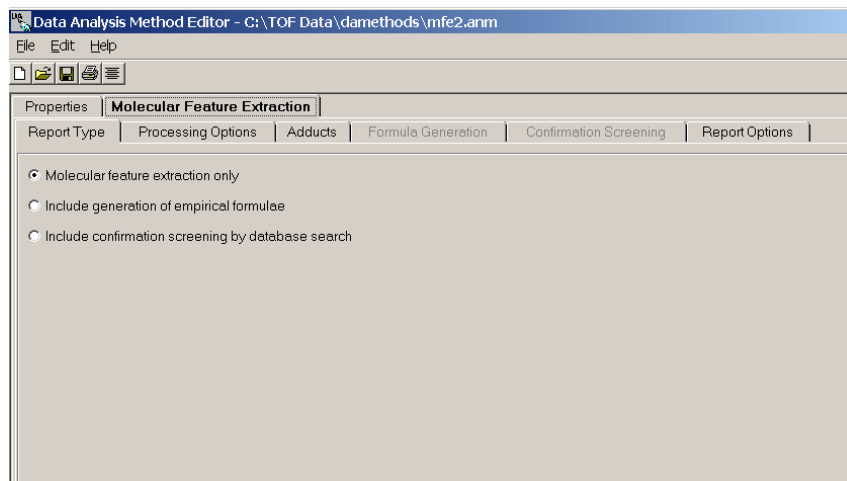 Data Analysis Method Editor - C:\TOF Data\damethods\mfe2.anm
File Edit Help
Properties Molecular Feature Extraction
Report Type Processing Options Adducts Formula Generation Confirmation Screening Report Options
Molecular feature extraction only
Include generation of empirical formulae
Include confirmation screening by database search